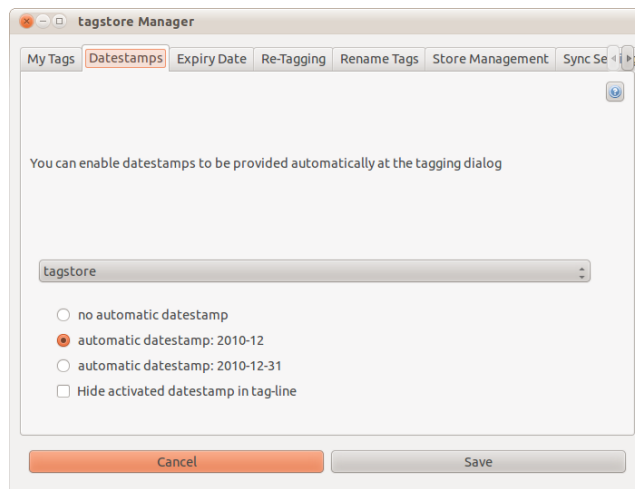 tagstore Manager
My Tags Datestamps Expiry Date Re-Tagging Rename Tags Store Management Sync Se
You can enable datestamps to be provided automatically at the tagging dialog
tagstore
no automatic datestamp
automatic datestamp: 2010-12
automatic datestamp: 2010-12-31
Hide activated datestamp in tag-line
Cancel Save